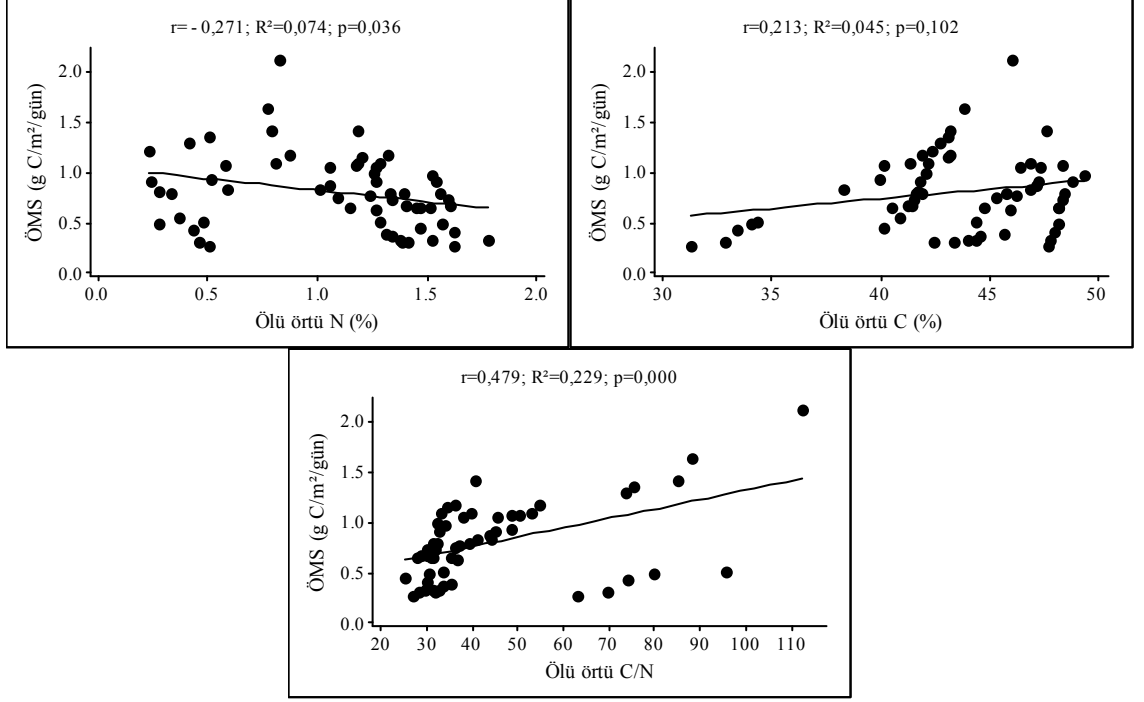 r= - 0,271; R²=0,074; p=0,036
ÖMS (g C/m²/gün)
2.0
1.5
1.0
0.5
0.0
0.0 0.5 1.0 1.5 2.0
Ölü örtü N (%)
r=0,213; R²=0,045; p=0,102
ÖMS (g C/m²/gün)
2.0
1.5
1.0
0.5
0.0
30 35 40 45 50
Ölü örtü C (%)
r=0,479; R²=0,229; p=0,000
ÖMS (g C/m²/gün)
2.0
1.5
1.0
0.5
0.0
20 30 40 50 60 70 80 90 100 110
Ölü örtü C/N